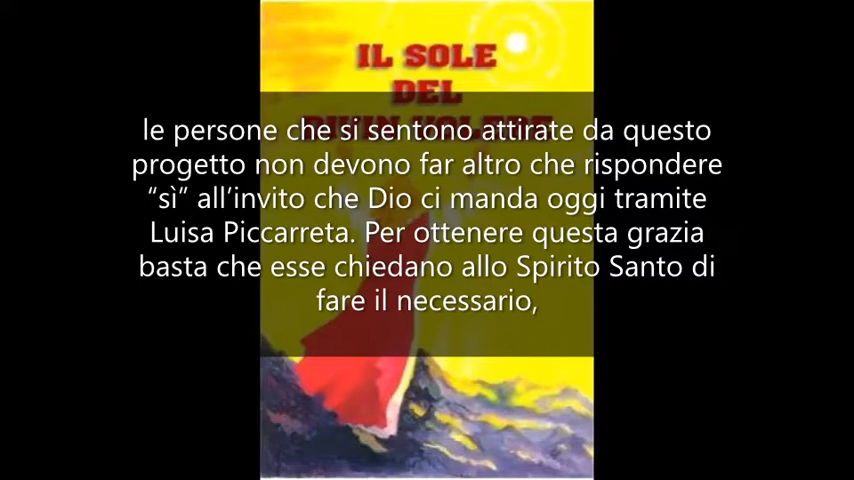 IL SOLE
DEL
le persone che si sentono attirate da questo
progetto non devono far altro che rispondere
“sì” all’invito che Dio ci manda oggi tramite
Luisa Piccarreta. Per ottenere questa grazia
basta che esse chiedano allo Spirito Santo di
fare il necessario,